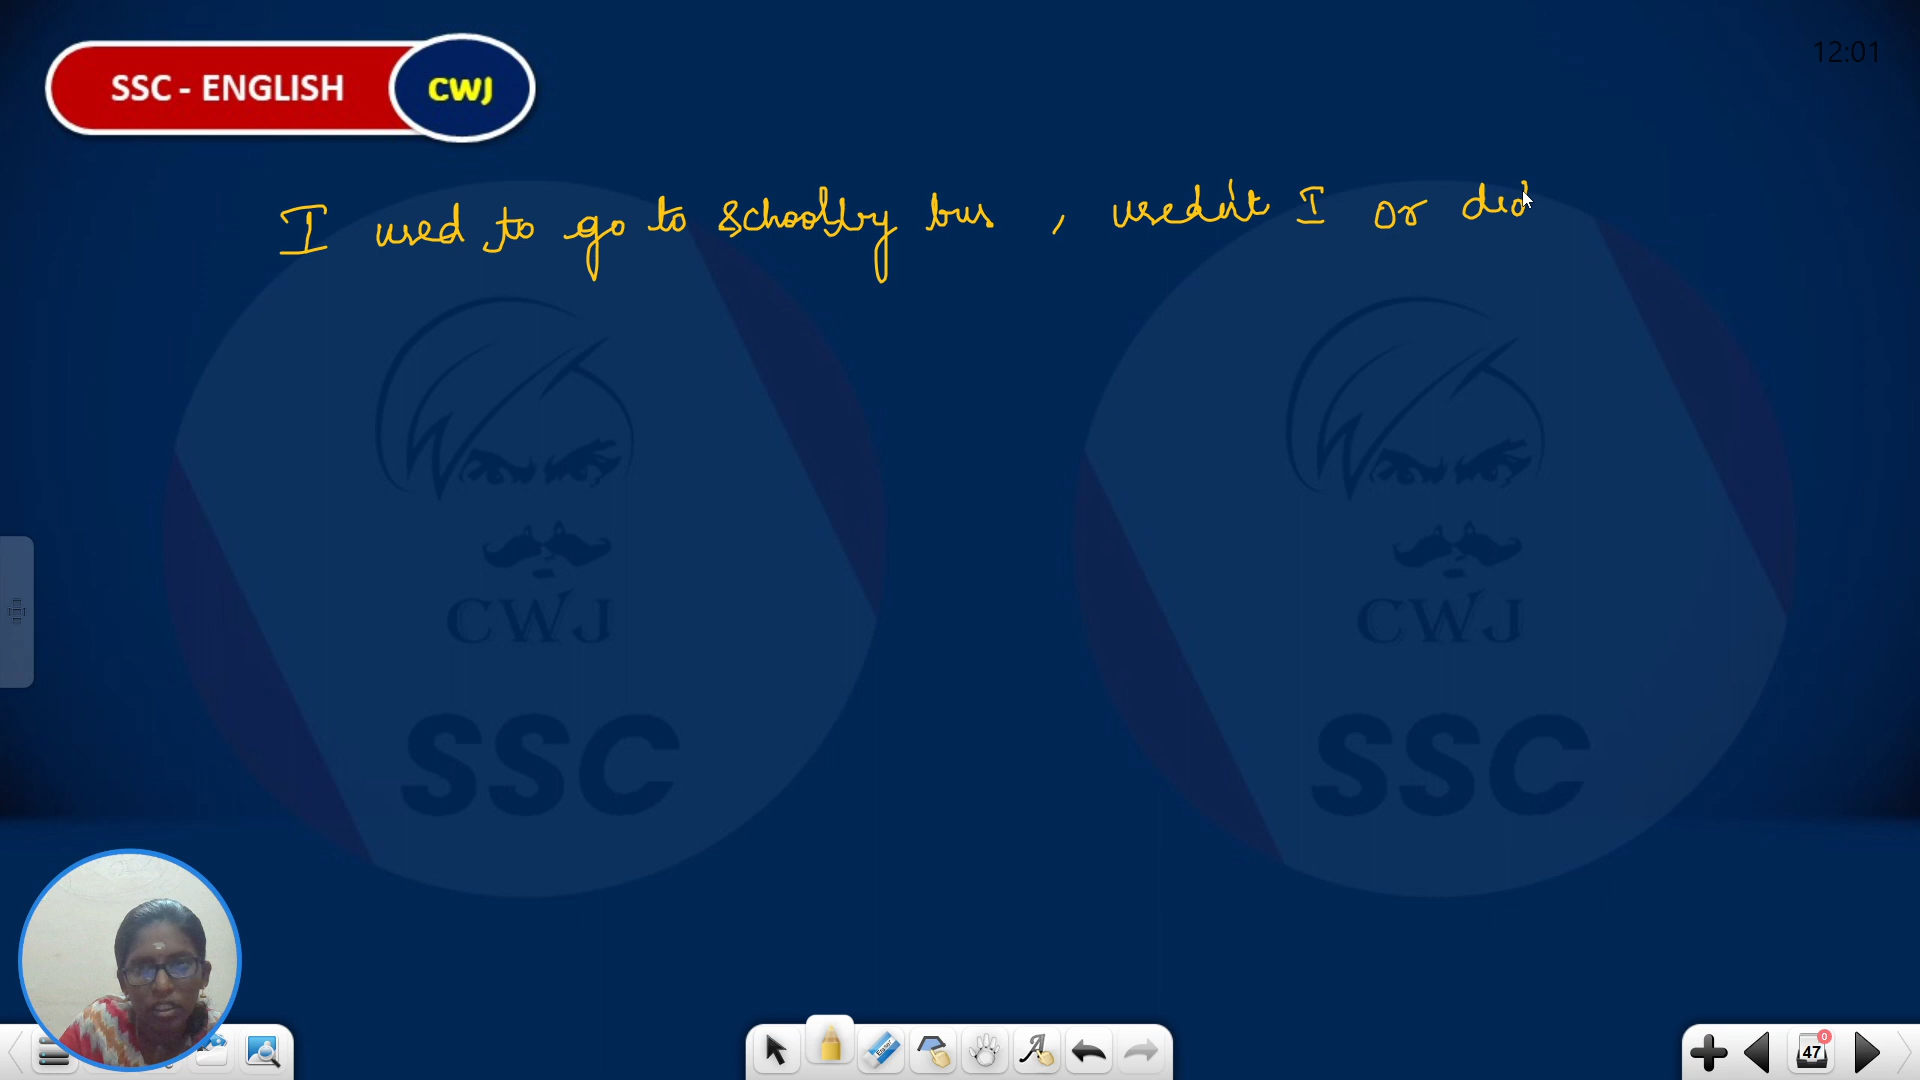 12:01
SSC - ENGLISH CWJ
I used to go to school by bus , usedn't I or did
CWJ CWJ
SSC SSC
47 0